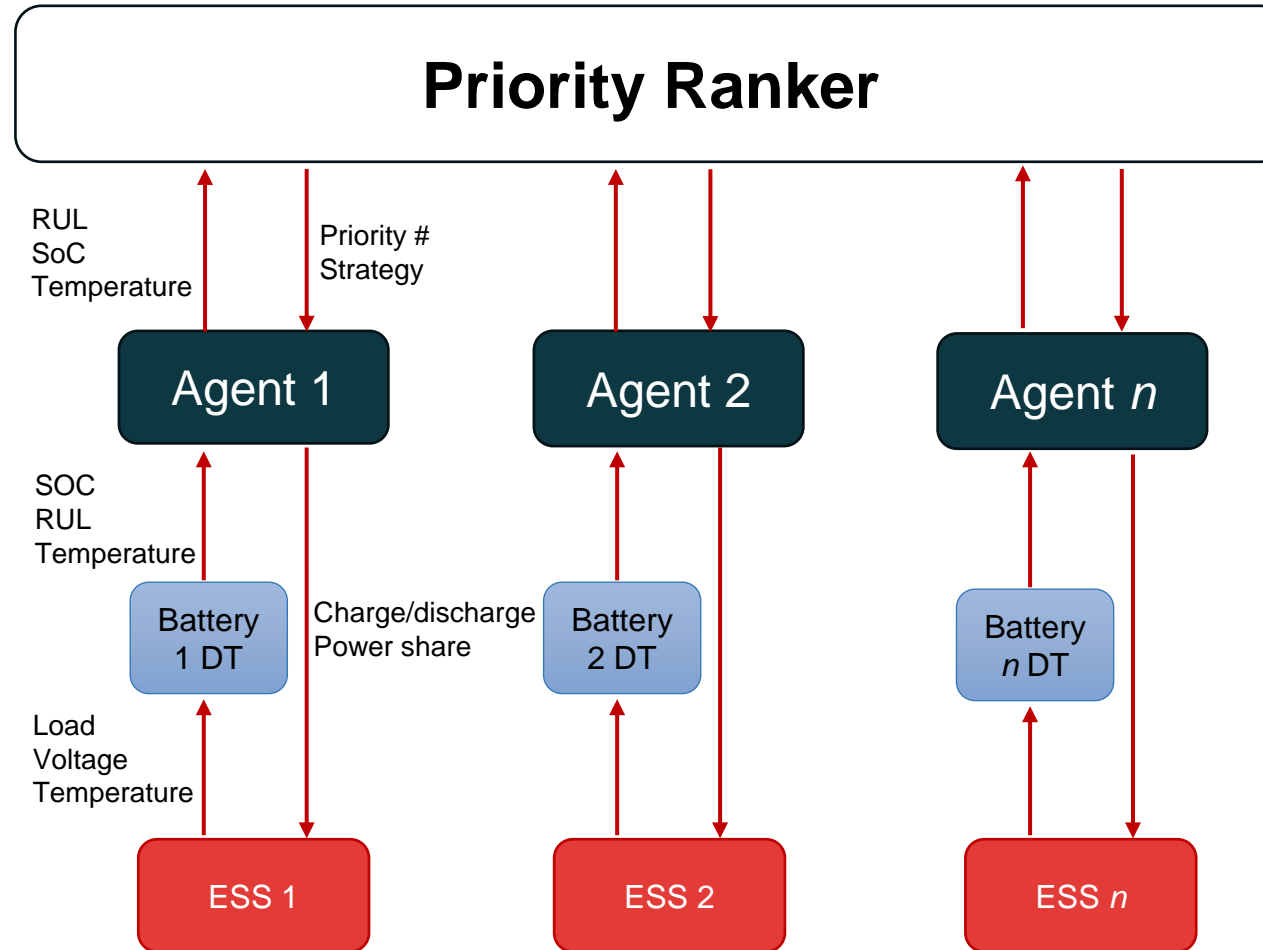 Priority Ranker
RUL
SoC
Temperature
Priority #
Strategy
Agent 1
Agent 2
Agent n
SOC
RUL
Temperature
Battery
1 DT
Charge/discharge
Power share
Battery
2 DT
Battery
n DT
Load
Voltage
Temperature
ESS 1
ESS 2
ESS n